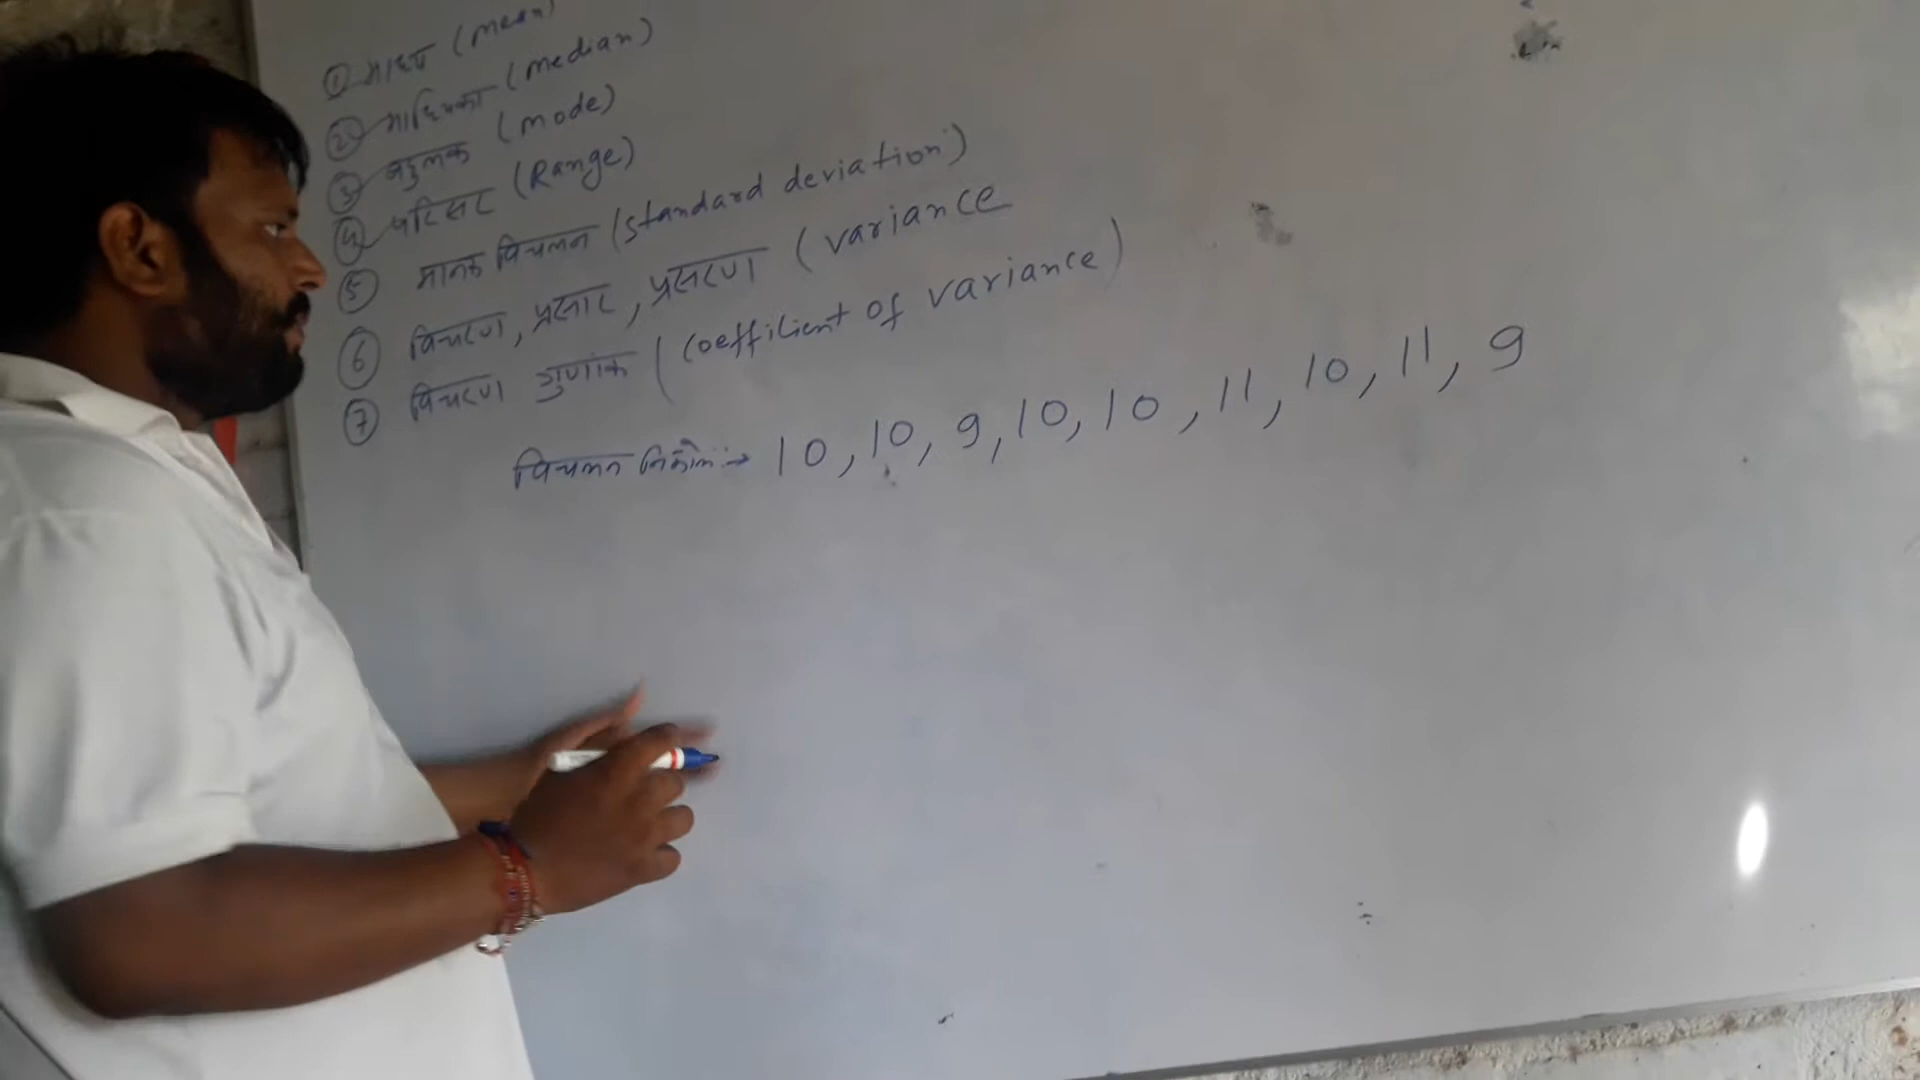 ① माध्य (mean)
② माध्यिका (median)
③ बहुलक (mode)
④ परिसर (Range)
⑤ मानक विचलन (standard deviation)
⑥ विचरण, प्रसार, प्रसरण (variance
⑦ विचरण गुणांक (coefficient of variance)
विचलन निकाले :→ 10, 10, 9, 10, 10, 11, 10, 11, 9